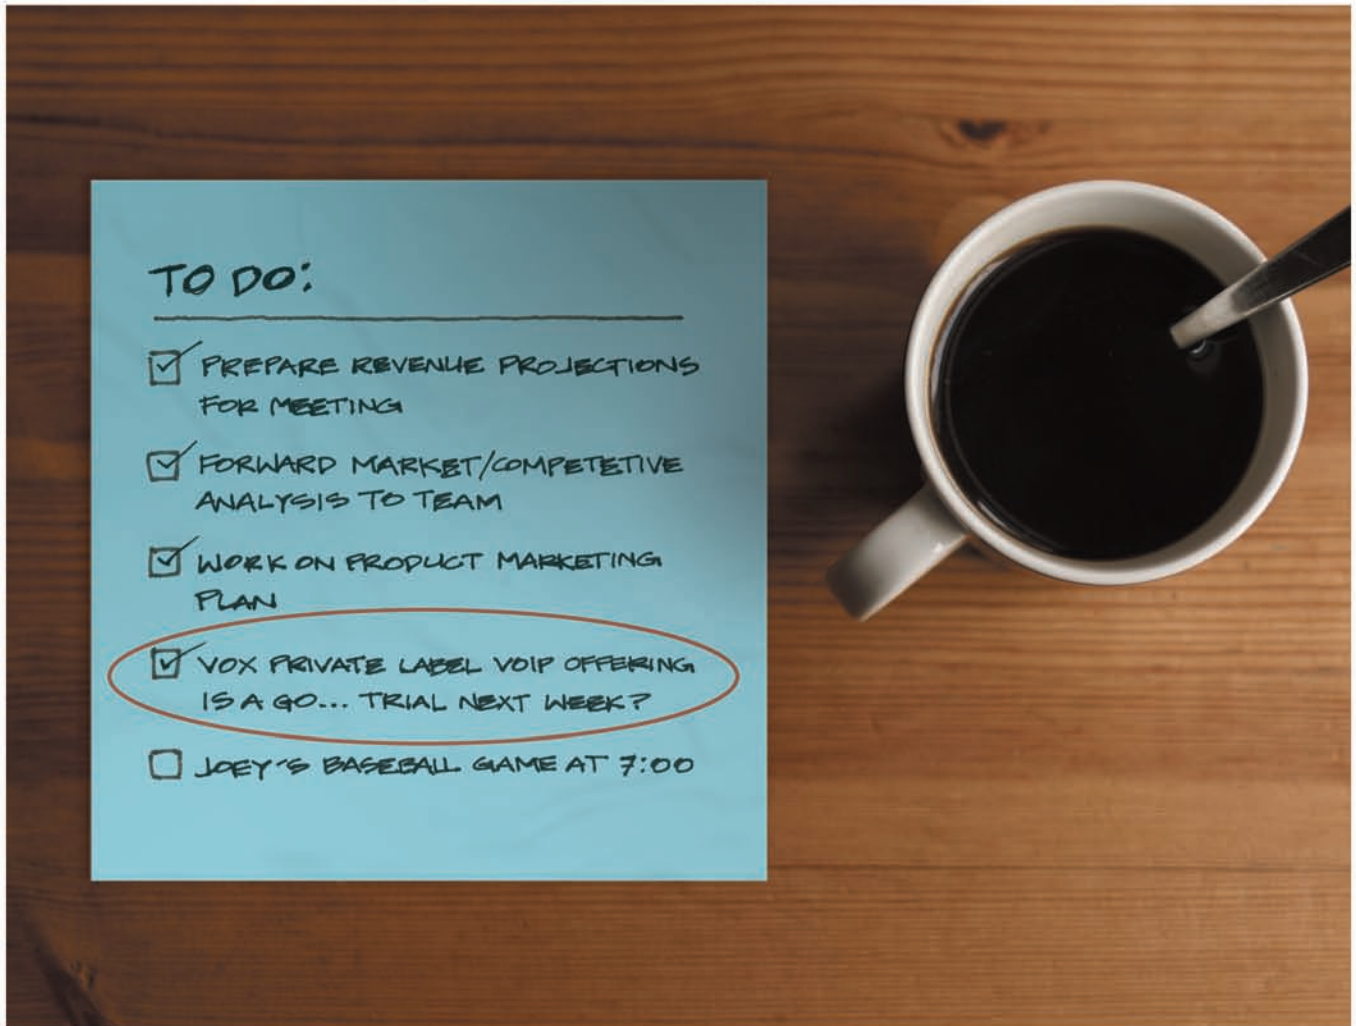 TO DO:
PREPARE REVENUE PROJECTIONS
FOR MEETING
FORWARD MARKET/COMPETETIVE
ANALYSIS TO TEAM
WORK ON PRODUCT MARKETING
PLAN
VOX PRIVATE LABEL VOIP OFFERING
IS A GO... TRIAL NEXT WEEK?
JOEY'S BASEBALL GAME AT 7:00